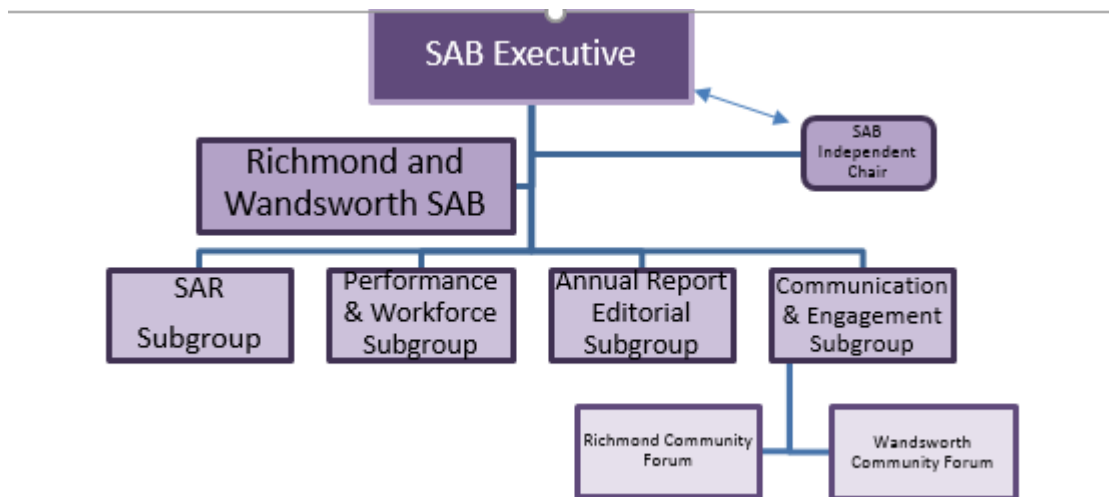 SAB Executive
SAB
Independent
Chair
Richmond and
Wandsworth SAB
SAR
Subgroup
Performance
& Workforce
Subgroup
Annual Report
Editorial
Subgroup
Communication
& Engagement
Subgroup
Richmond Community
Forum
Wandsworth
Community Forum